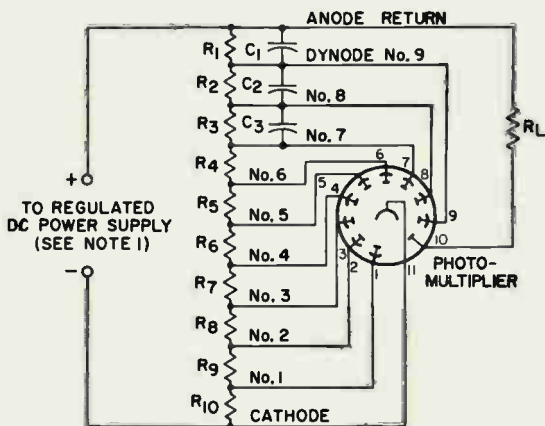 ANODE RETURN
R1
C1
DYNODE No. 9
R2
C2
No. 8
R3
C3
No. 7
RL
R4
No. 6
R5
No. 5
R6
No. 4
R7
No. 3
R8
No. 2
R9
No. 1
R10
CATHODE
+
TO REGULATED
DC POWER SUPPLY
(SEE NOTE 1)
-
1
2
3
4
5
6
7
8
9
10
11
PHOTO-
MULTIPLIER